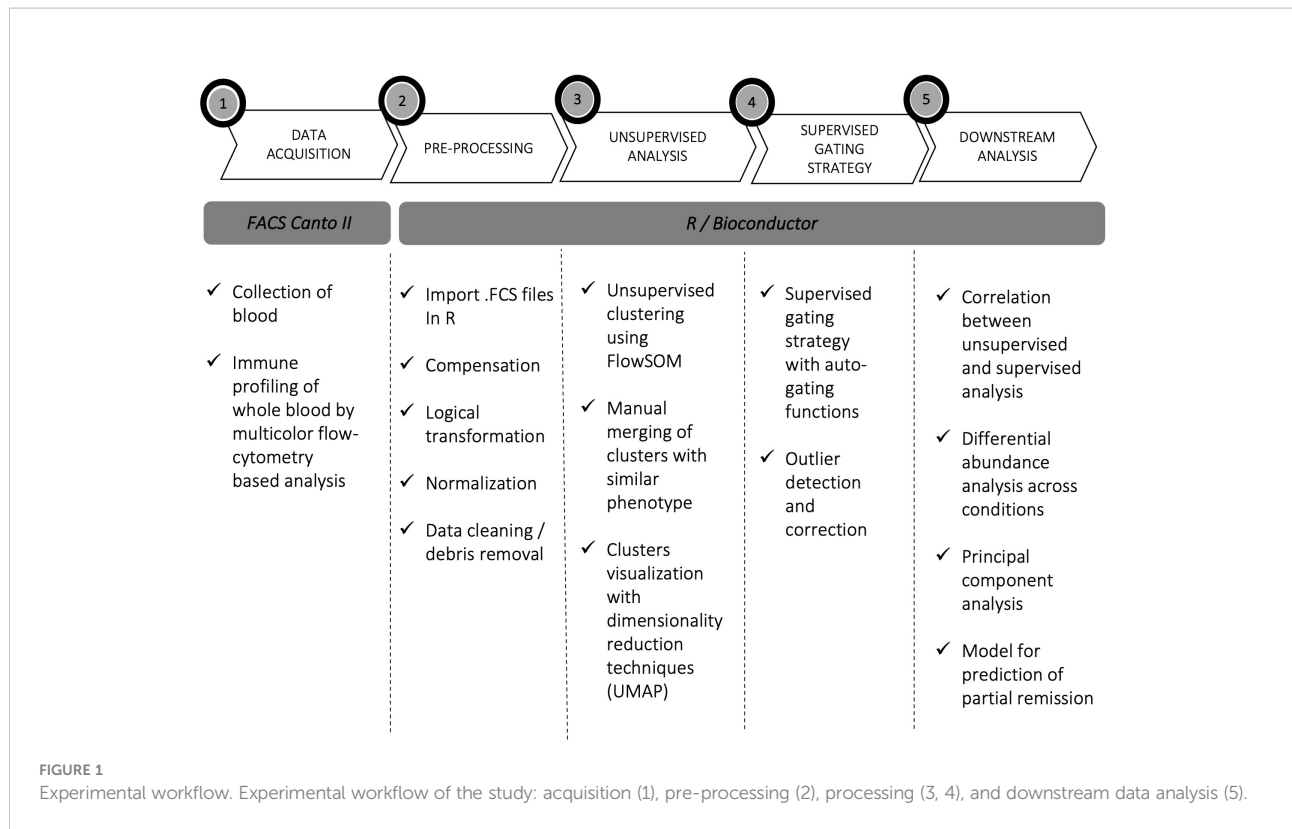 1
2
3
4
5
DATA
ACQUISITION
PRE-PROCESSING
UNSUPERVISED
ANALYSIS
SUPERVISED
GATING
STRATEGY
DOWNSTREAM
ANALYSIS
FACS Canto II
R / Bioconductor
✓ Collection of
blood
✓ Immune
profiling of
whole blood by
multicolor flow-
cytometry
based analysis
✓ Import .FCS files
In R
✓ Compensation
✓ Logical
transformation
✓ Normalization
✓ Data cleaning /
debris removal
✓ Unsupervised
clustering
using
FlowSOM
✓ Manual
merging of
clusters with
similar
phenotype
✓ Clusters
visualization
with
dimensionality
reduction
techniques
(UMAP)
✓ Supervised
gating
strategy
with auto-
gating
functions
✓ Outlier
detection
and
correction
✓ Correlation
between
unsupervised
and supervised
analysis
✓ Differential
abundance
analysis across
conditions
✓ Principal
component
analysis
✓ Model for
prediction of
partial remission
FIGURE 1
Experimental workflow. Experimental workflow of the study: acquisition (1), pre-processing (2), processing (3, 4), and downstream data analysis (5).